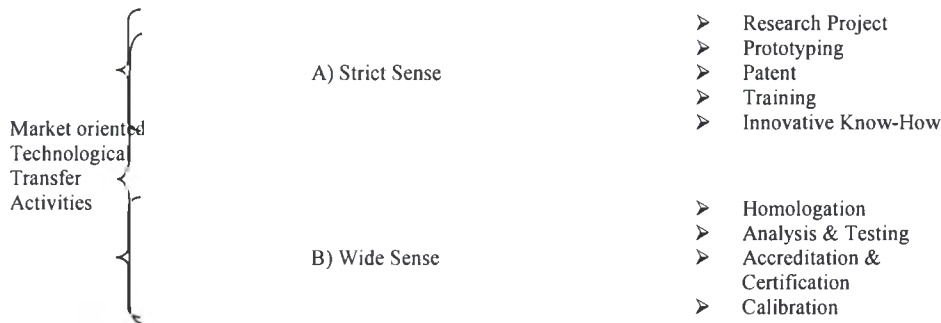 Market oriented
Technological
Transfer
Activities
A) Strict Sense
➢ Research Project
➢ Prototyping
➢ Patent
➢ Training
➢ Innovative Know-How
B) Wide Sense
➢ Homologation
➢ Analysis & Testing
➢ Accreditation &
Certification
➢ Calibration